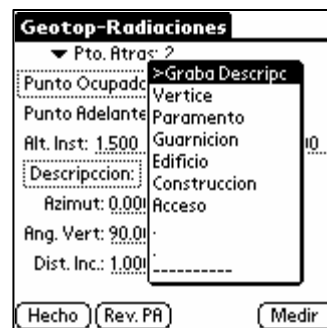 Geotop-Radiaciones
Pto. Atras: 2
>Graba Descripc
Punto Ocupado
Vertice
Punto Adelante
Paramento
Alt. Inst: 1.500
Guarnicion
Edificio
Descripccion:
Construccion
Azimut: 0.00
Acceso
Ang. Vert: 90.0
.
.
Dist. Inc.: 1.00
----------
Hecho
Rev. PA
Medir